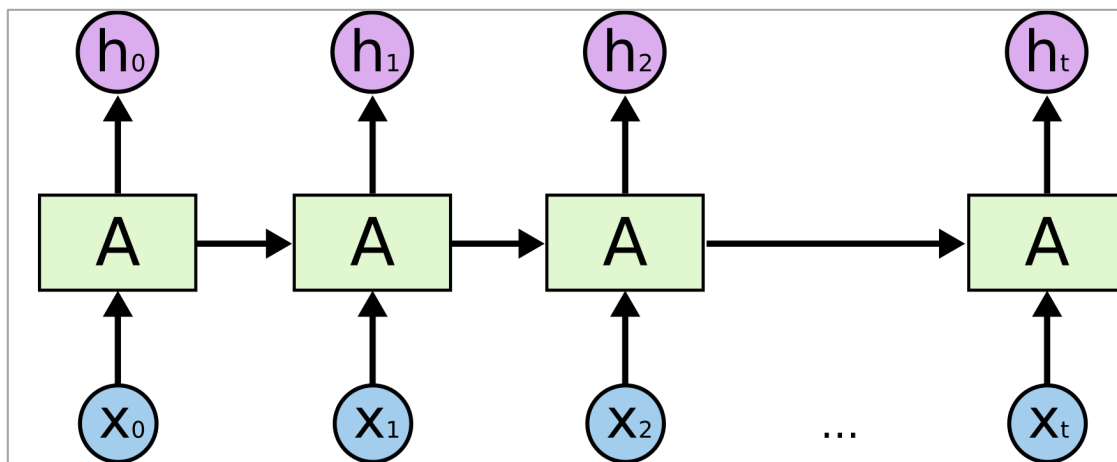 h₀ h₁ h₂ hₜ
A A A A
x₀ x₁ x₂ ... xₜ